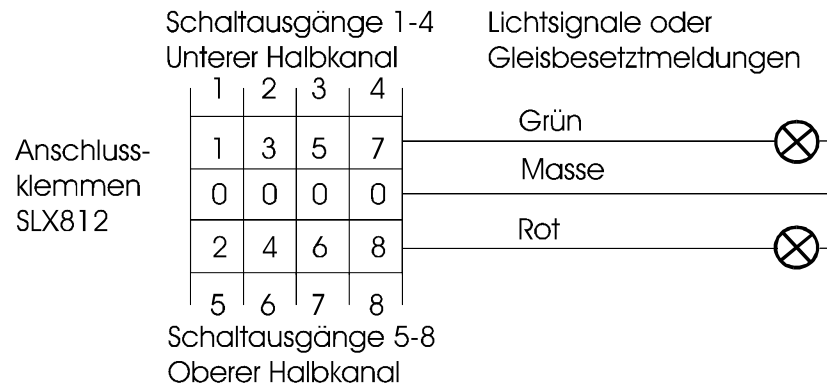 Schaltausgänge 1-4
Unterer Halbkanal
Lichtsignale oder
Gleisbesetztmeldungen
1 2 3 4
Anschluss-
klemmen
SLX812
1 3 5 7
Grün
0 0 0 0
Masse
2 4 6 8
Rot
5 6 7 8
Schaltausgänge 5-8
Oberer Halbkanal